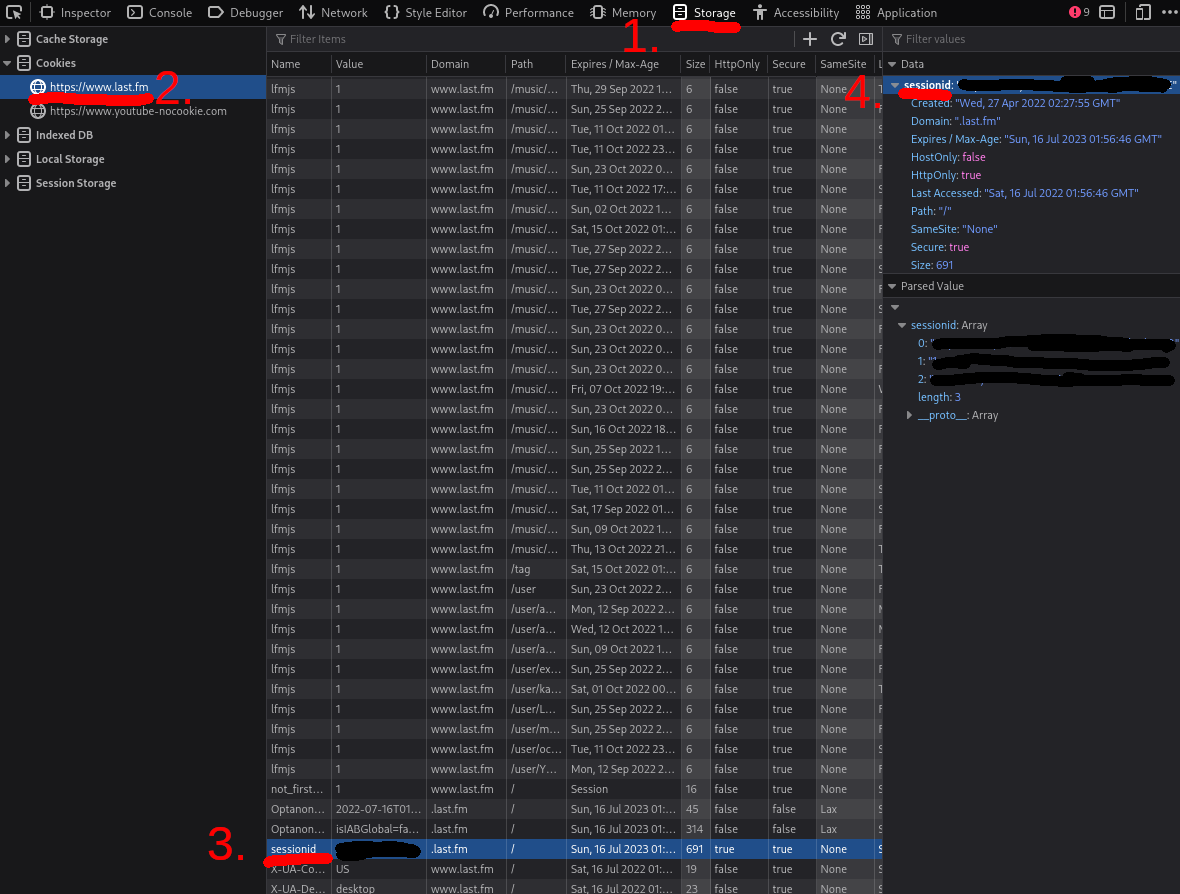 Inspector Console Debugger Network Style Editor Performance Memory Storage Accessibility Application 9
1.
Cache Storage
Cookies
https://www.last.fm
2.
https://www.youtube-nocookie.com
Indexed DB
Local Storage
Session Storage
Filter Items
Name Value Domain Path Expires / Max-Age Size HttpOnly Secure SameSite L
lfmjs 1 www.last.fm /music/… Thu, 29 Sep 2022 1… 6 false true None
lfmjs 1 www.last.fm /music/… Sun, 25 Sep 2022 2… 6 false true None
lfmjs 1 www.last.fm /music/… Tue, 11 Oct 2022 01… 6 false true None
lfmjs 1 www.last.fm /music/… Tue, 11 Oct 2022 23… 6 false true None
lfmjs 1 www.last.fm /music/… Sun, 23 Oct 2022 0… 6 false true None
lfmjs 1 www.last.fm /music/… Tue, 11 Oct 2022 17:… 6 false true None
lfmjs 1 www.last.fm /music/… Sun, 02 Oct 2022 1… 6 false true None
lfmjs 1 www.last.fm /music/… Sat, 15 Oct 2022 01:… 6 false true None
lfmjs 1 www.last.fm /music/… Tue, 27 Sep 2022 2… 6 false true None
lfmjs 1 www.last.fm /music/… Tue, 27 Sep 2022 2… 6 false true None
lfmjs 1 www.last.fm /music/… Sun, 23 Oct 2022 0… 6 false true None
lfmjs 1 www.last.fm /music/… Tue, 27 Sep 2022 2… 6 false true None
lfmjs 1 www.last.fm /music/… Sun, 23 Oct 2022 0… 6 false true None
lfmjs 1 www.last.fm /music/… Sun, 23 Oct 2022 0… 6 false true None
lfmjs 1 www.last.fm /music/… Sun, 23 Oct 2022 0… 6 false true None
lfmjs 1 www.last.fm /music/… Fri, 07 Oct 2022 19:… 6 false true None
lfmjs 1 www.last.fm /music/… Sun, 23 Oct 2022 0… 6 false true None
lfmjs 1 www.last.fm /music/… Sun, 16 Oct 2022 18… 6 false true None
lfmjs 1 www.last.fm /music/… Sun, 25 Sep 2022 1… 6 false true None
lfmjs 1 www.last.fm /music/… Sun, 25 Sep 2022 2… 6 false true None
lfmjs 1 www.last.fm /music/… Tue, 11 Oct 2022 01… 6 false true None
lfmjs 1 www.last.fm /music/… Sat, 17 Sep 2022 01… 6 false true None
lfmjs 1 www.last.fm /music/… Sun, 09 Oct 2022 1… 6 false true None
lfmjs 1 www.last.fm /music/… Thu, 13 Oct 2022 21… 6 false true None
lfmjs 1 www.last.fm /tag Sat, 15 Oct 2022 01:… 6 false true None
lfmjs 1 www.last.fm /user Sun, 23 Oct 2022 2… 6 false true None
lfmjs 1 www.last.fm /user/a… Mon, 12 Sep 2022 2… 6 false true None
lfmjs 1 www.last.fm /user/a… Wed, 12 Oct 2022 1… 6 false true None
lfmjs 1 www.last.fm /user/a… Sun, 09 Oct 2022 1… 6 false true None
lfmjs 1 www.last.fm /user/ex… Sun, 25 Sep 2022 2… 6 false true None
lfmjs 1 www.last.fm /user/ka… Sat, 01 Oct 2022 00… 6 false true None
lfmjs 1 www.last.fm /user/L… Sun, 25 Sep 2022 2… 6 false true None
lfmjs 1 www.last.fm /user/m… Sun, 25 Sep 2022 2… 6 false true None
lfmjs 1 www.last.fm /user/oc… Tue, 11 Oct 2022 23… 6 false true None
lfmjs 1 www.last.fm /user/Y… Mon, 12 Sep 2022 2… 6 false true None
not_first… 1 www.last.fm / Session 16 false true None
Optanon… 2022-07-16T01… .last.fm / Sun, 16 Jul 2023 01:… 45 false false Lax
Optanon… isIABGlobal=fa… .last.fm / Sun, 16 Jul 2023 01:… 314 false false Lax
3.
sessionid .last.fm / Sun, 16 Jul 2023 01:… 691 true true None
X-UA-Co… US www.last.fm / Sat, 16 Jul 2022 01:… 19 false true None
X-UA-De… desktop www.last.fm / Sat, 16 Jul 2022 01:… 23 false true None
Filter values
Data
4.
sessionid:
Created: "Wed, 27 Apr 2022 02:27:55 GMT"
Domain: ".last.fm"
Expires / Max-Age: "Sun, 16 Jul 2023 01:56:46 GMT"
HostOnly: false
HttpOnly: true
Last Accessed: "Sat, 16 Jul 2022 01:56:46 GMT"
Path: "/"
SameSite: "None"
Secure: true
Size: 691
Parsed Value
sessionid: Array
0: "
1: "
2: "
length: 3
__proto__: Array